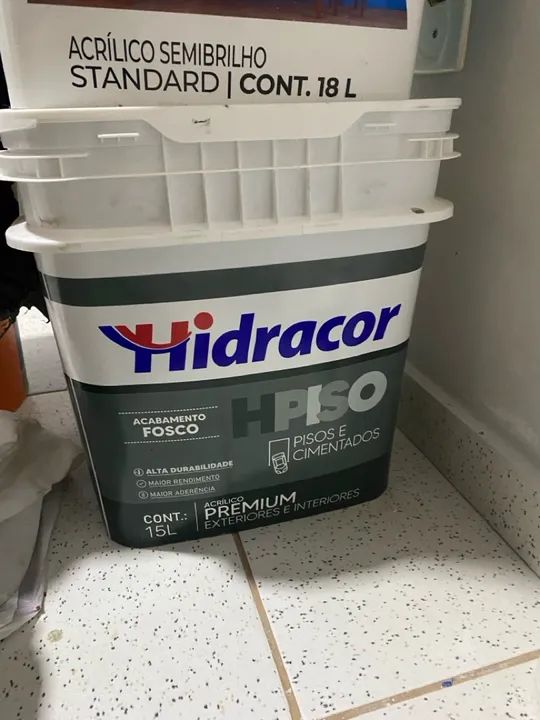 ACRÍLICO SEMIBRILHO
STANDARD | CONT. 18 L
Hidracor
HPISO
ACABAMENTO
FOSCO
PISOS E
CIMENTADOS
ALTA DURABILIDADE
MAIOR RENDIMENTO
MAIOR ADERÊNCIA
CONT.:
15L
ACRÍLICO
PREMIUM
EXTERIORES E INTERIORES